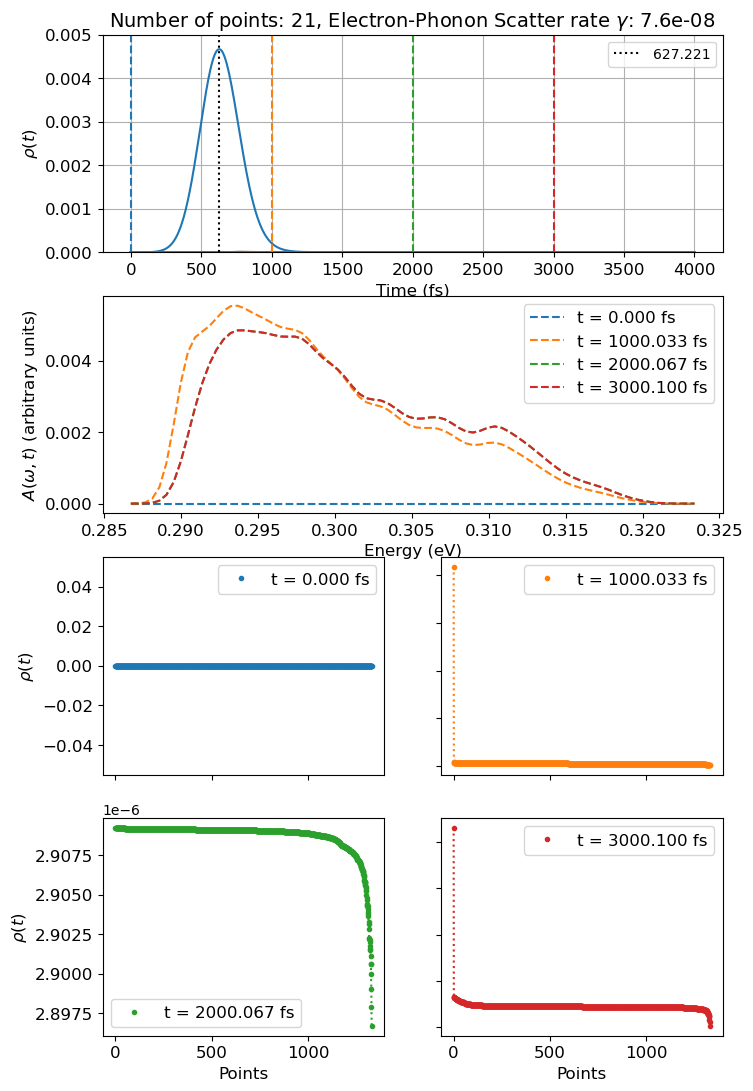 Number of points: 21, Electron-Phonon Scatter rate γ: 7.6e-08
0.005
0.004
0.003
0.002
0.001
0.000
ρ(t)
627.221
0 500 1000 1500 2000 2500 3000 3500 4000
Time (fs)
A(ω, t) (arbitrary units)
0.004
0.002
0.000
t = 0.000 fs
t = 1000.033 fs
t = 2000.067 fs
t = 3000.100 fs
0.285 0.290 0.295 0.300 0.305 0.310 0.315 0.320 0.325
Energy (eV)
ρ(t)
0.04
0.02
0.00
−0.02
−0.04
t = 0.000 fs
t = 1000.033 fs
1e−6
ρ(t)
2.9075
2.9050
2.9025
2.9000
2.8975
t = 2000.067 fs
0 500 1000
Points
t = 3000.100 fs
0 500 1000
Points